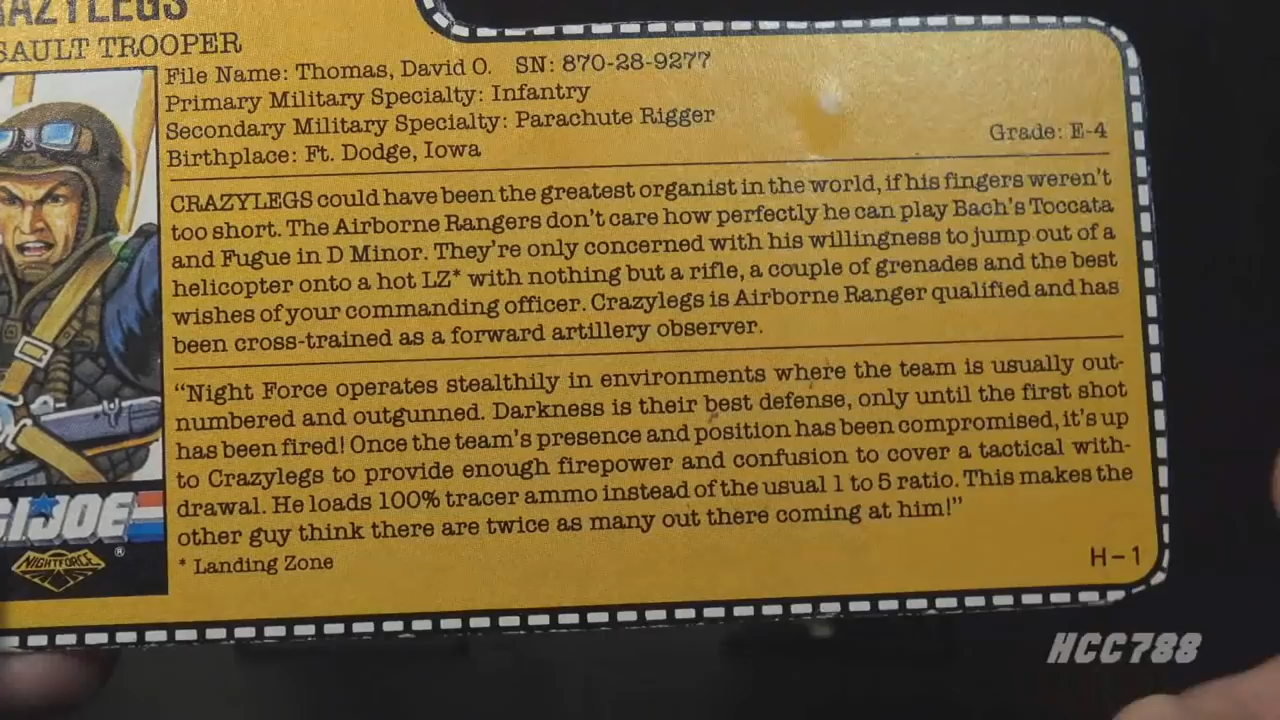 RAZYLEGS
SAULT TROOPER
File Name: Thomas, David O. SN: 870-28-9277
Primary Military Specialty: Infantry
Secondary Military Specialty: Parachute Rigger
Birthplace: Ft. Dodge, Iowa
Grade: E-4
CRAZYLEGS could have been the greatest organist in the world, if his fingers weren't
too short. The Airborne Rangers don't care how perfectly he can play Bach's Toccata
and Fugue in D Minor. They're only concerned with his willingness to jump out of a
helicopter onto a hot LZ* with nothing but a rifle, a couple of grenades and the best
wishes of your commanding officer. Crazylegs is Airborne Ranger qualified and has
been cross-trained as a forward artillery observer.
"Night Force operates stealthily in environments where the team is usually out-
numbered and outgunned. Darkness is their best defense, only until the first shot
has been fired! Once the team's presence and position has been compromised, it's up
to Crazylegs to provide enough firepower and confusion to cover a tactical with-
drawal. He loads 100% tracer ammo instead of the usual 1 to 5 ratio. This makes the
other guy think there are twice as many out there coming at him!"
* Landing Zone
H-1
GI JOE
NIGHTFORCE ®
HCC788